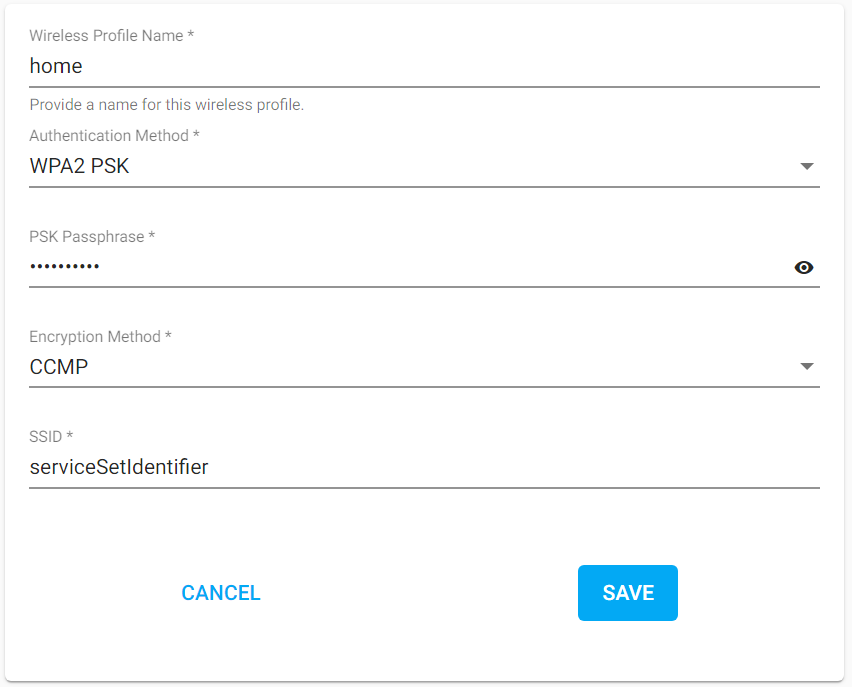 Wireless Profile Name *
home
Provide a name for this wireless profile.
Authentication Method *
WPA2 PSK
PSK Passphrase *
••••••••••
Encryption Method *
CCMP
SSID *
serviceSetIdentifier
CANCEL SAVE